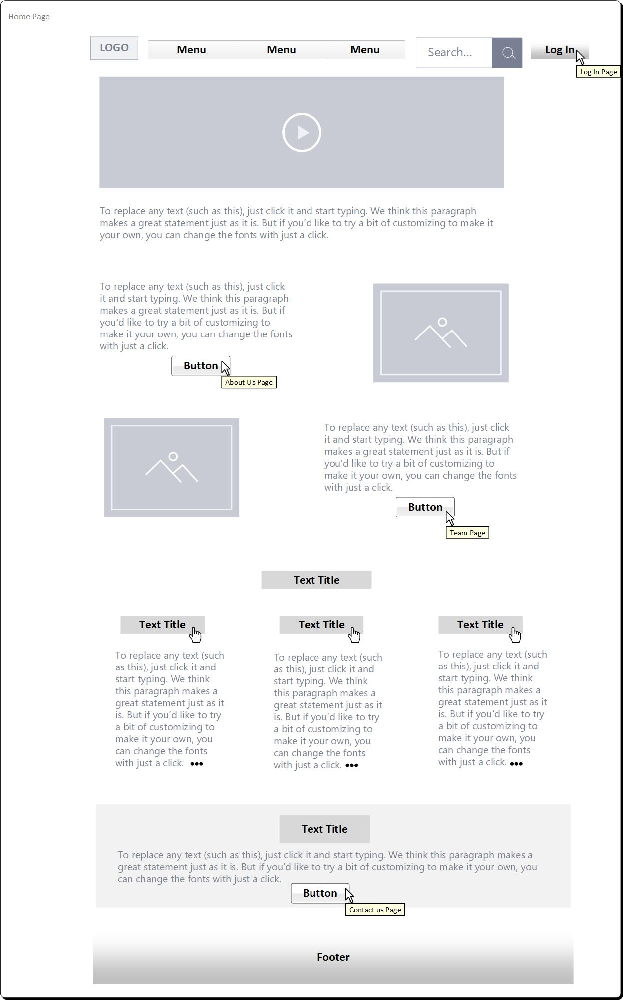 Home Page
LOGO
Menu Menu Menu
Search...
Log In
Log In Page
To replace any text (such as this), just click it and start typing. We think this paragraph
makes a great statement just as it is. But if you’d like to try a bit of customizing to make it
your own, you can change the fonts with just a click.
To replace any text (such as this), just click
it and start typing. We think this paragraph
makes a great statement just as it is. But if
you’d like to try a bit of customizing to
make it your own, you can change the fonts
with just a click.
Button
About Us Page
To replace any text (such as this), just click
it and start typing. We think this paragraph
makes a great statement just as it is. But if
you’d like to try a bit of customizing to
make it your own, you can change the fonts
with just a click.
Button
Team Page
Text Title
Text Title
To replace any text (such
as this), just click it and
start typing. We think
this paragraph makes a
great statement just as it
is. But if you’d like to try
a bit of customizing to
make it your own, you
can change the fonts
with just a click. •••
Text Title
To replace any text (such
as this), just click it and
start typing. We think
this paragraph makes a
great statement just as it
is. But if you’d like to try
a bit of customizing to
make it your own, you
can change the fonts
with just a click. •••
Text Title
To replace any text (such
as this), just click it and
start typing. We think
this paragraph makes a
great statement just as it
is. But if you’d like to try
a bit of customizing to
make it your own, you
can change the fonts
with just a click. •••
Text Title
To replace any text (such as this), just click it and start typing. We think this paragraph makes a
great statement just as it is. But if you’d like to try a bit of customizing to make it your own, you
can change the fonts with just a click.
Button
Contact us Page
Footer